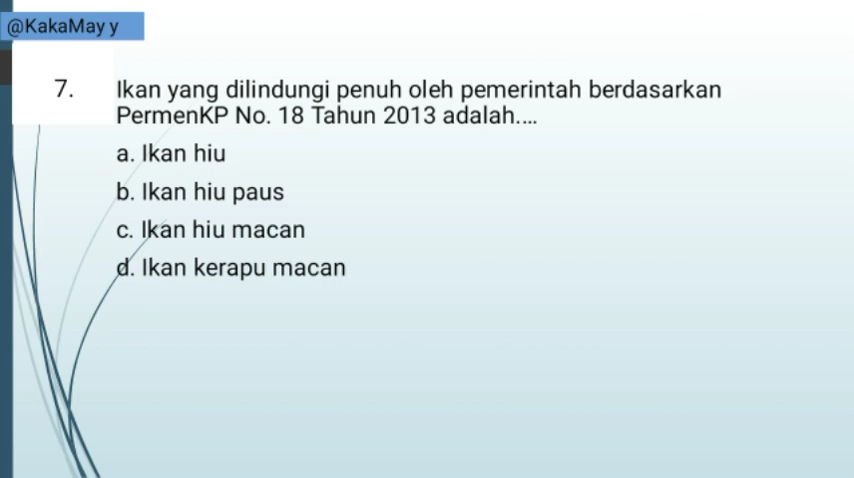 @KakaMay y
7. Ikan yang dilindungi penuh oleh pemerintah berdasarkan
PermenKP No. 18 Tahun 2013 adalah....
a. Ikan hiu
b. Ikan hiu paus
c. Ikan hiu macan
d. Ikan kerapu macan